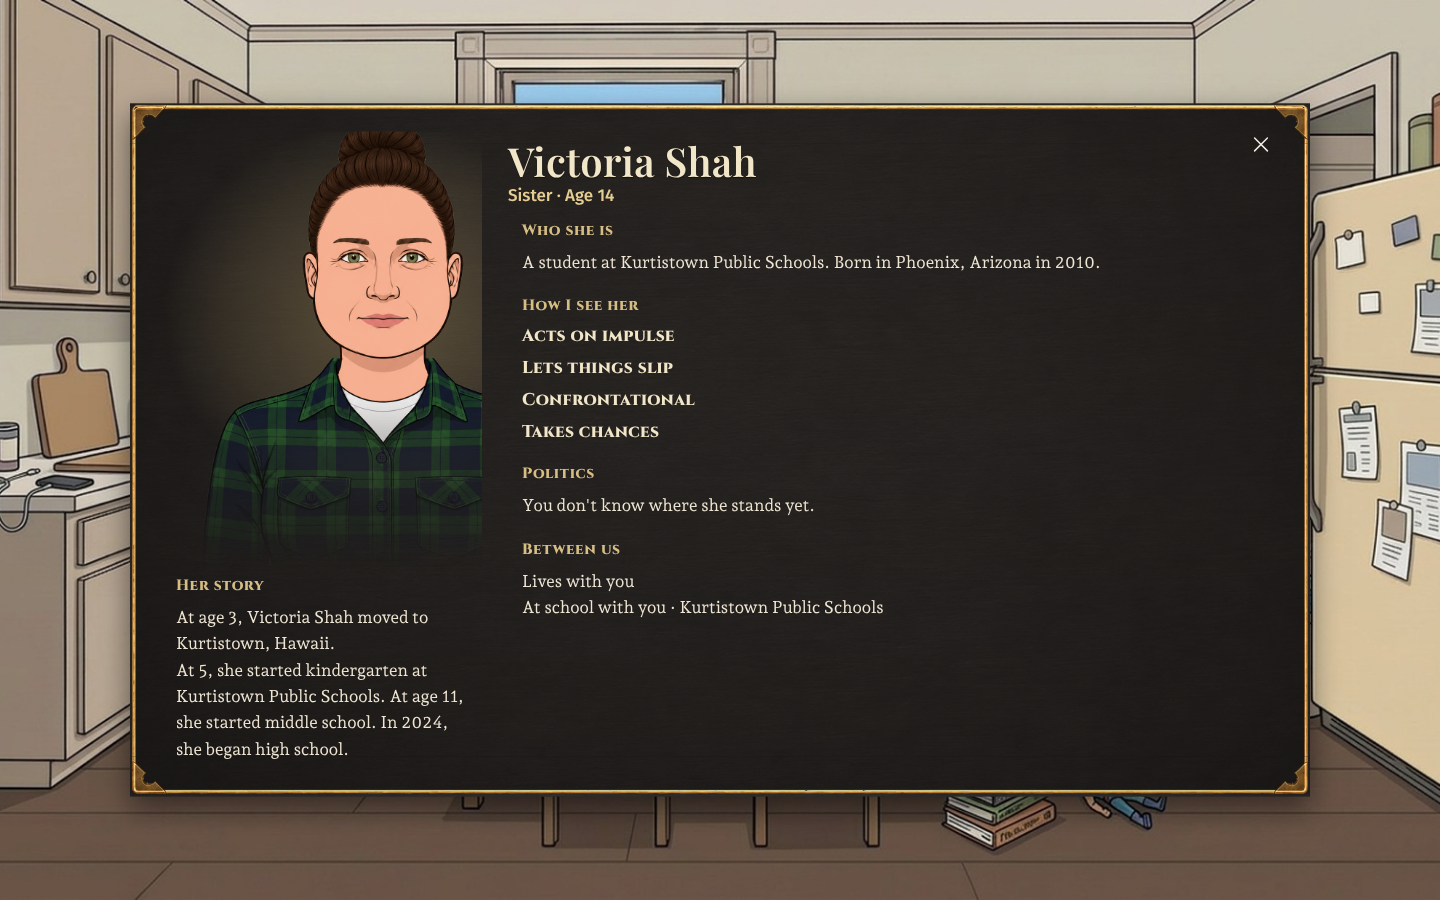 Victoria Shah
Sister · Age 14
Who she is
A student at Kurtistown Public Schools. Born in Phoenix, Arizona in 2010.
How I see her
Acts on impulse
Lets things slip
Confrontational
Takes chances
Politics
You don't know where she stands yet.
Between us
Lives with you
At school with you · Kurtistown Public Schools
Her story
At age 3, Victoria Shah moved to
Kurtistown, Hawaii.
At 5, she started kindergarten at
Kurtistown Public Schools. At age 11,
she started middle school. In 2024,
she began high school.